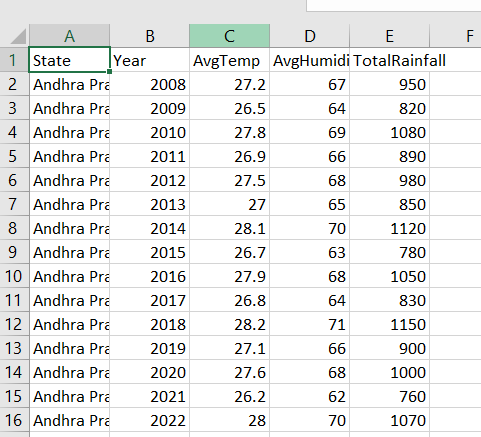 A B C D E F
1 State Year AvgTemp AvgHumidi TotalRainfall
2 Andhra Pra 2008 27.2 67 950
3 Andhra Pra 2009 26.5 64 820
4 Andhra Pra 2010 27.8 69 1080
5 Andhra Pra 2011 26.9 66 890
6 Andhra Pra 2012 27.5 68 980
7 Andhra Pra 2013 27 65 850
8 Andhra Pra 2014 28.1 70 1120
9 Andhra Pra 2015 26.7 63 780
10 Andhra Pra 2016 27.9 68 1050
11 Andhra Pra 2017 26.8 64 830
12 Andhra Pra 2018 28.2 71 1150
13 Andhra Pra 2019 27.1 66 900
14 Andhra Pra 2020 27.6 68 1000
15 Andhra Pra 2021 26.2 62 760
16 Andhra Pra 2022 28 70 1070